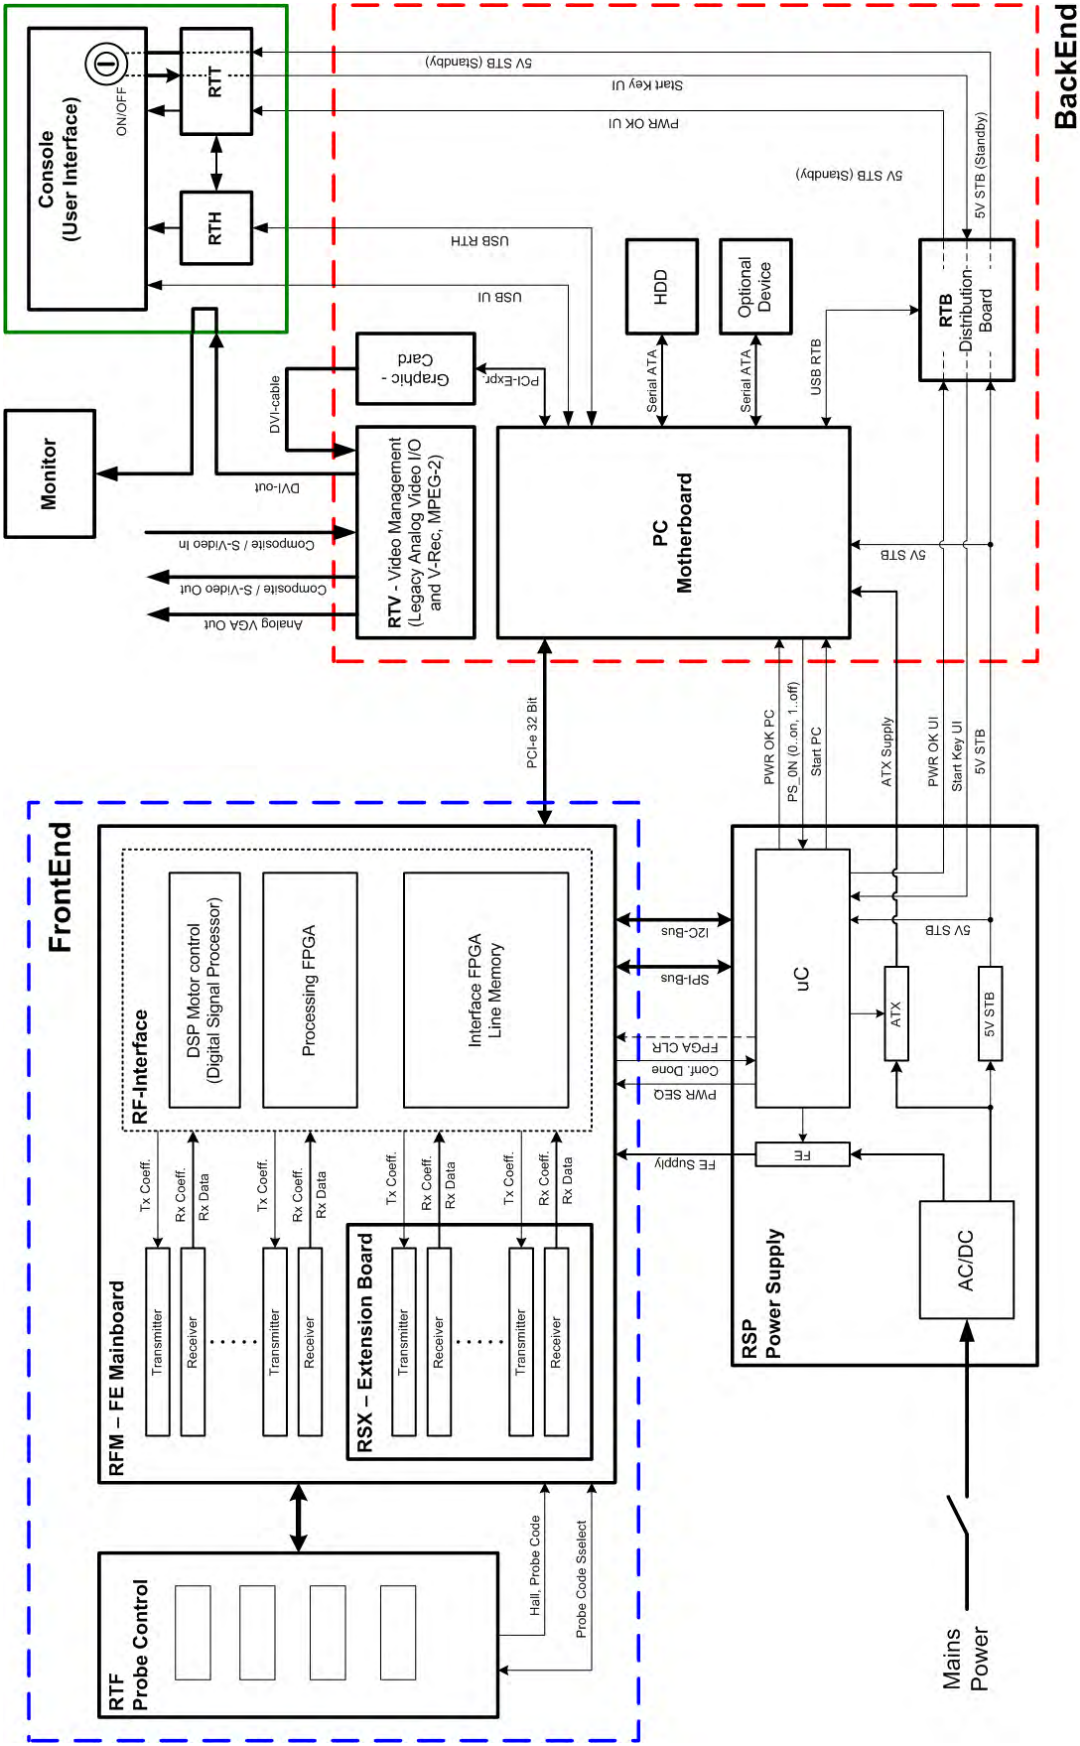 FrontEnd
RTF
Probe Control
Hall, Probe Code
Probe Code Sselect
RFM – FE Mainboard
Transmitter
Receiver
Transmitter
Receiver
RSX – Extension Board
Transmitter
Receiver
Transmitter
Receiver
Tx Coeff.
Rx Coeff.
Rx Data
Tx Coeff.
Rx Coeff.
Rx Data
Tx Coeff.
Rx Coeff.
Rx Data
Tx Coeff.
Rx Coeff.
Rx Data
RF-Interface
DSP Motor control
(Digital Signal Processor)
Processing FPGA
Interface FPGA
Line Memory
PCI-e 32 Bit
FE Supply
PWR SEQ
Conf. Done
FPGA CLR
SPI-Bus
I2C-Bus
Mains
Power
RSP
Power Supply
AC/DC
FE
uC
ATX
5V STB
5V STB
PWR OK PC
PS_0N (0..on, 1..off)
Start PC
ATX Supply
PWR OK UI
Start Key UI
5V STB
BackEnd
Analog VGA Out
Composite / S-Video Out
Composite / S-Video In
DVI-out
DVI-cable
RTV - Video Management
(Legacy Analog Video I/O
and V-Rec, MPEG-2)
Graphic -
Card
PCI-Expr.
PC
Motherboard
5V STB
Serial ATA
Serial ATA
USB RTB
HDD
Optional
Device
RTB
Distribution
Board
USB UI
USB RTH
5V STB (Standby)
5V STB (Standby)
PWR OK UI
Start Key UI
5V STB (Standby)
Monitor
Console
(User Interface)
ON/OFF
RTH
RTT